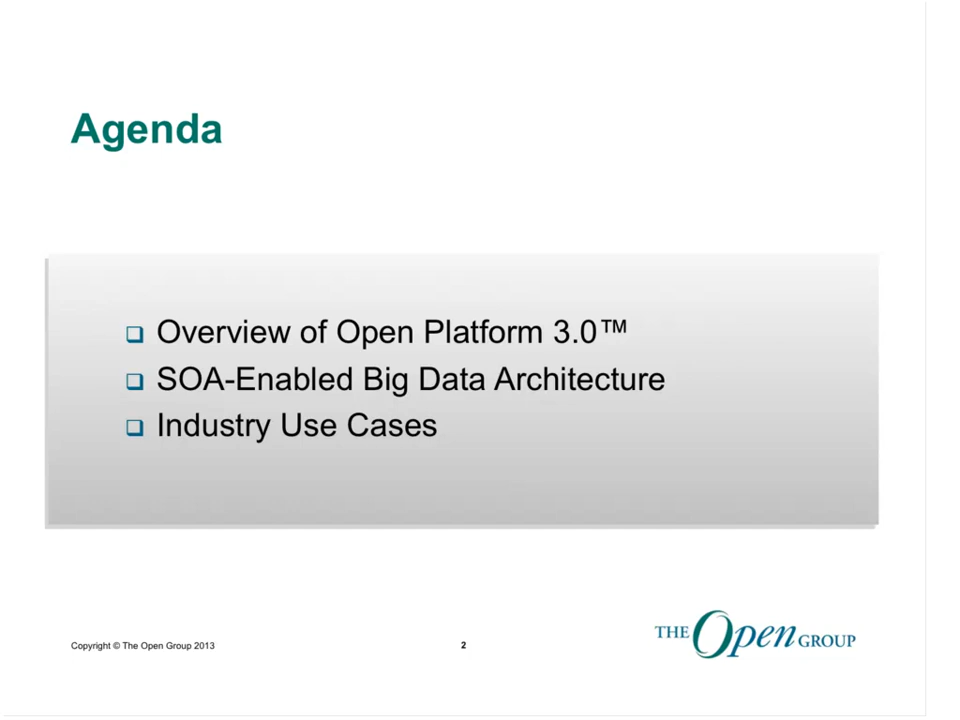 Agenda
Overview of Open Platform 3.0™
SOA-Enabled Big Data Architecture
Industry Use Cases
Copyright © The Open Group 2013
2
THE Open GROUP